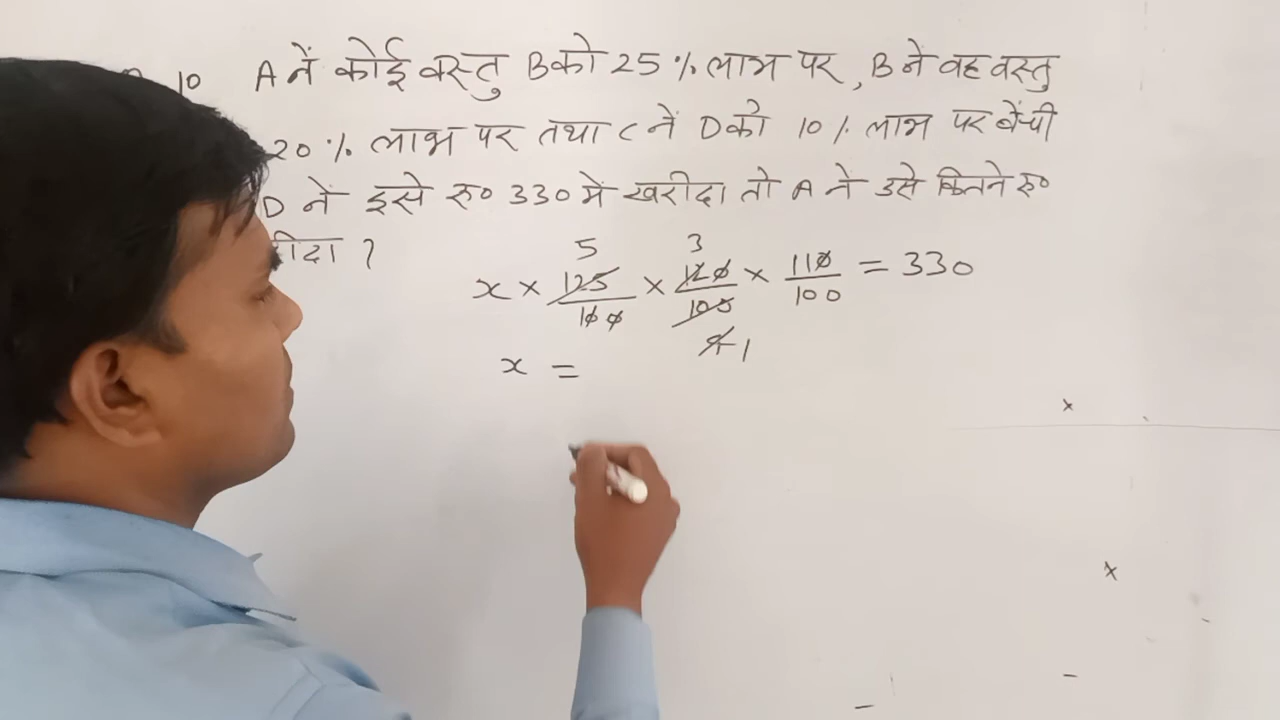 10 A नें कोई वस्तु B को 25 % लाभ पर, B ने वह वस्तु
20 % लाभ पर तथा C नें D को 10 % लाभ पर बेंची
D नें इसे रु० 330 में खरीदा तो A ने उसे कितने रु०
?
5 3
x × 125/100 × 120/100 × 110/100 = 330
4 1
x =